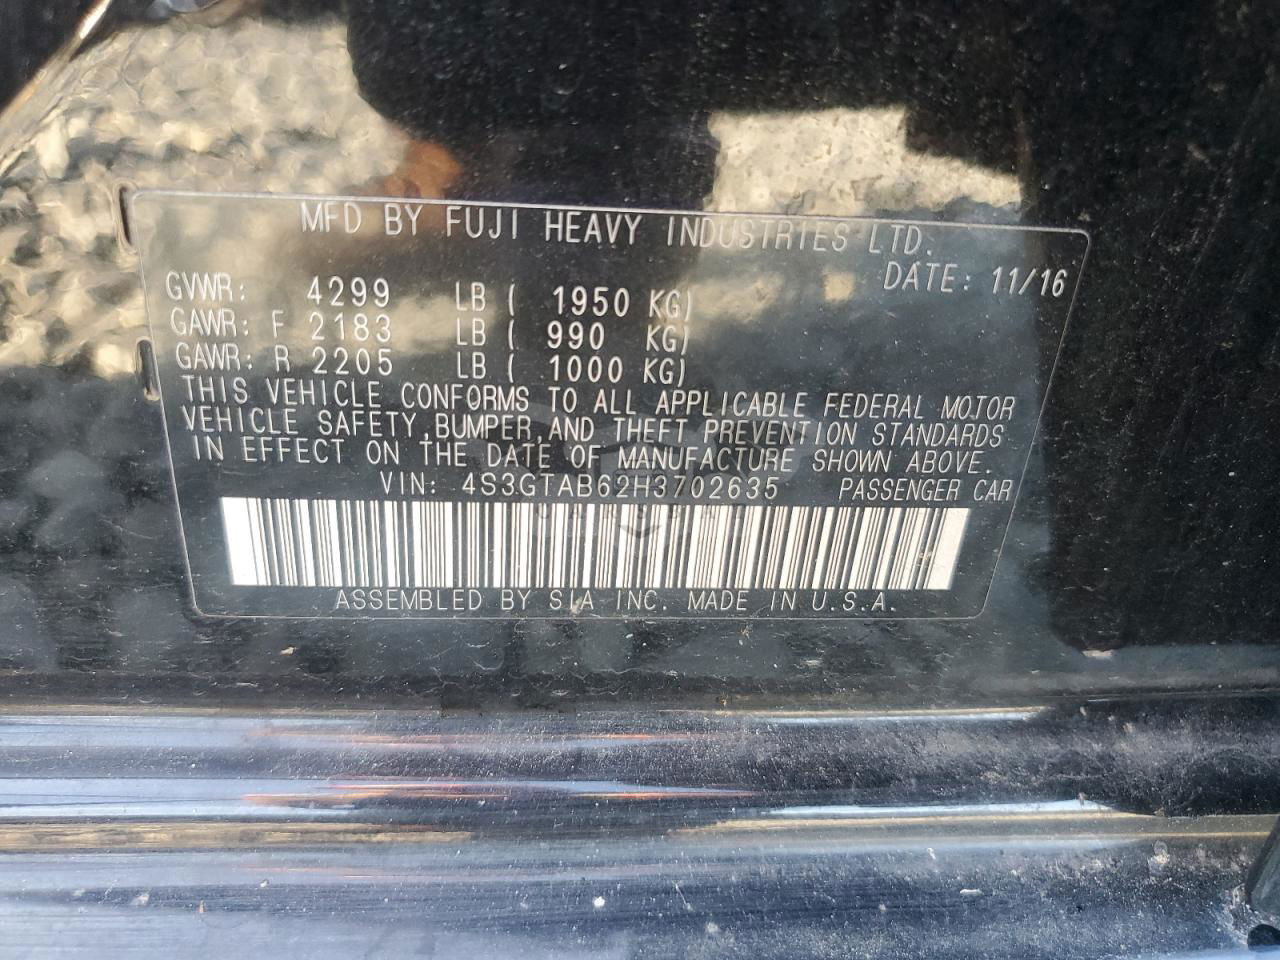 MFD BY FUJI HEAVY INDUSTRIES LTD.
DATE: 11/16
GVWR: 4299 LB ( 1950 KG)
GAWR: F 2183 LB ( 990 KG)
GAWR: R 2205 LB ( 1000 KG)
THIS VEHICLE CONFORMS TO ALL APPLICABLE FEDERAL MOTOR
VEHICLE SAFETY, BUMPER, AND THEFT PREVENTION STANDARDS
IN EFFECT ON THE DATE OF MANUFACTURE SHOWN ABOVE.
VIN: 4S3GTAB62H3702635 PASSENGER CAR
ASSEMBLED BY SIA INC. MADE IN U.S.A.